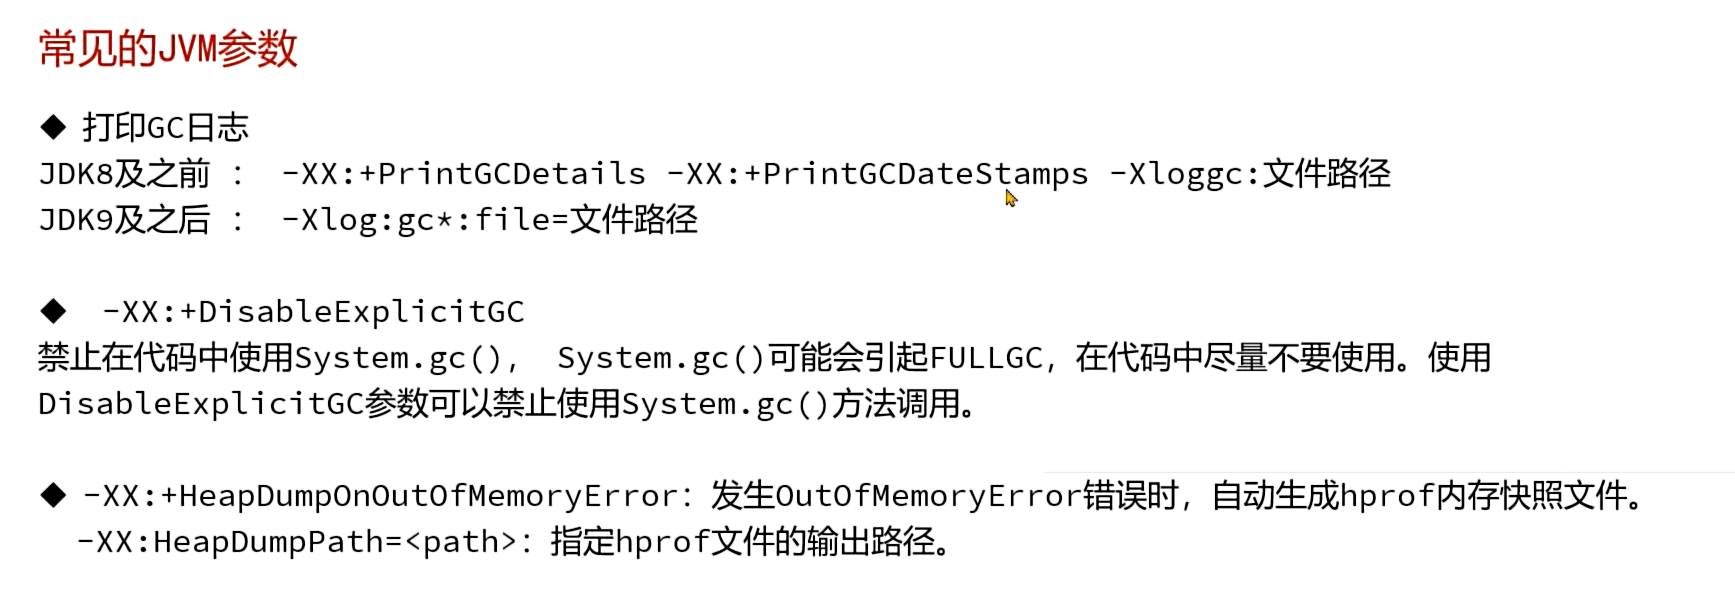 常见的JVM参数
◆ 打印GC日志
JDK8及之前 ： -XX:+PrintGCDetails -XX:+PrintGCDateStamps -Xloggc:文件路径
JDK9及之后 ： -Xlog:gc*:file=文件路径
◆ -XX:+DisableExplicitGC
禁止在代码中使用System.gc()， System.gc()可能会引起FULLGC，在代码中尽量不要使用。使用
DisableExplicitGC参数可以禁止使用System.gc()方法调用。
◆ -XX:+HeapDumpOnOutOfMemoryError：发生OutOfMemoryError错误时，自动生成hprof内存快照文件。
-XX:HeapDumpPath=<path>：指定hprof文件的输出路径。